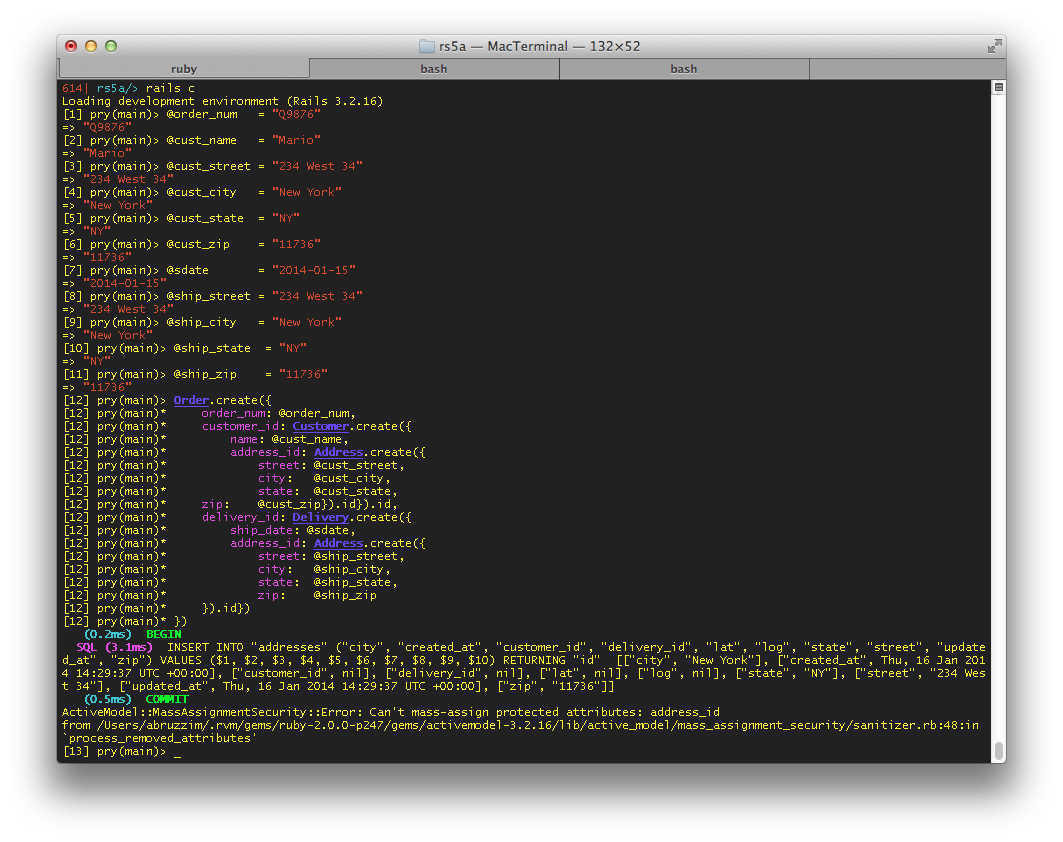 rs5a — MacTerminal — 132×52
ruby bash bash
614| rs5a/> rails c
Loading development environment (Rails 3.2.16)
[1] pry(main)> @order_num   = "Q9876"
=> "Q9876"
[2] pry(main)> @cust_name   = "Mario"
=> "Mario"
[3] pry(main)> @cust_street = "234 West 34"
=> "234 West 34"
[4] pry(main)> @cust_city   = "New York"
=> "New York"
[5] pry(main)> @cust_state  = "NY"
=> "NY"
[6] pry(main)> @cust_zip    = "11736"
=> "11736"
[7] pry(main)> @sdate       = "2014-01-15"
=> "2014-01-15"
[8] pry(main)> @ship_street = "234 West 34"
=> "234 West 34"
[9] pry(main)> @ship_city   = "New York"
=> "New York"
[10] pry(main)> @ship_state  = "NY"
=> "NY"
[11] pry(main)> @ship_zip    = "11736"
=> "11736"
[12] pry(main)> Order.create({
[12] pry(main)*     order_num: @order_num,
[12] pry(main)*     customer_id: Customer.create({
[12] pry(main)*         name: @cust_name,
[12] pry(main)*         address_id: Address.create({
[12] pry(main)*             street: @cust_street,
[12] pry(main)*             city:   @cust_city,
[12] pry(main)*             state:  @cust_state,
[12] pry(main)*     zip:    @cust_zip}).id}).id,
[12] pry(main)*     delivery_id: Delivery.create({
[12] pry(main)*         ship_date: @sdate,
[12] pry(main)*         address_id: Address.create({
[12] pry(main)*             street: @ship_street,
[12] pry(main)*             city:   @ship_city,
[12] pry(main)*             state:  @ship_state,
[12] pry(main)*             zip:    @ship_zip
[12] pry(main)*     }).id})
[12] pry(main)* })
(0.2ms)  BEGIN
SQL (3.1ms)  INSERT INTO "addresses" ("city", "created_at", "customer_id", "delivery_id", "lat", "log", "state", "street", "update
d_at", "zip") VALUES ($1, $2, $3, $4, $5, $6, $7, $8, $9, $10) RETURNING "id"  [["city", "New York"], ["created_at", Thu, 16 Jan 201
4 14:29:37 UTC +00:00], ["customer_id", nil], ["delivery_id", nil], ["lat", nil], ["log", nil], ["state", "NY"], ["street", "234 Wes
t 34"], ["updated_at", Thu, 16 Jan 2014 14:29:37 UTC +00:00], ["zip", "11736"]]
(0.5ms)  COMMIT
ActiveModel::MassAssignmentSecurity::Error: Can't mass-assign protected attributes: address_id
from /Users/abruzzim/.rvm/gems/ruby-2.0.0-p247/gems/activemodel-3.2.16/lib/active_model/mass_assignment_security/sanitizer.rb:48:in
`process_removed_attributes'
[13] pry(main)> _